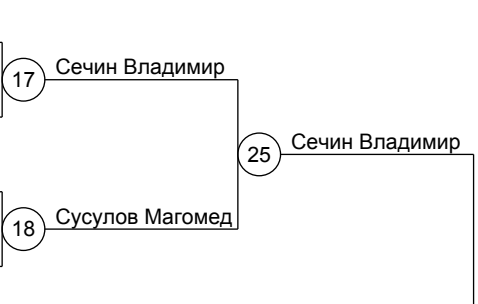 17 Сечин Владимир
25 Сечин Владимир
18 Сусулов Магомед